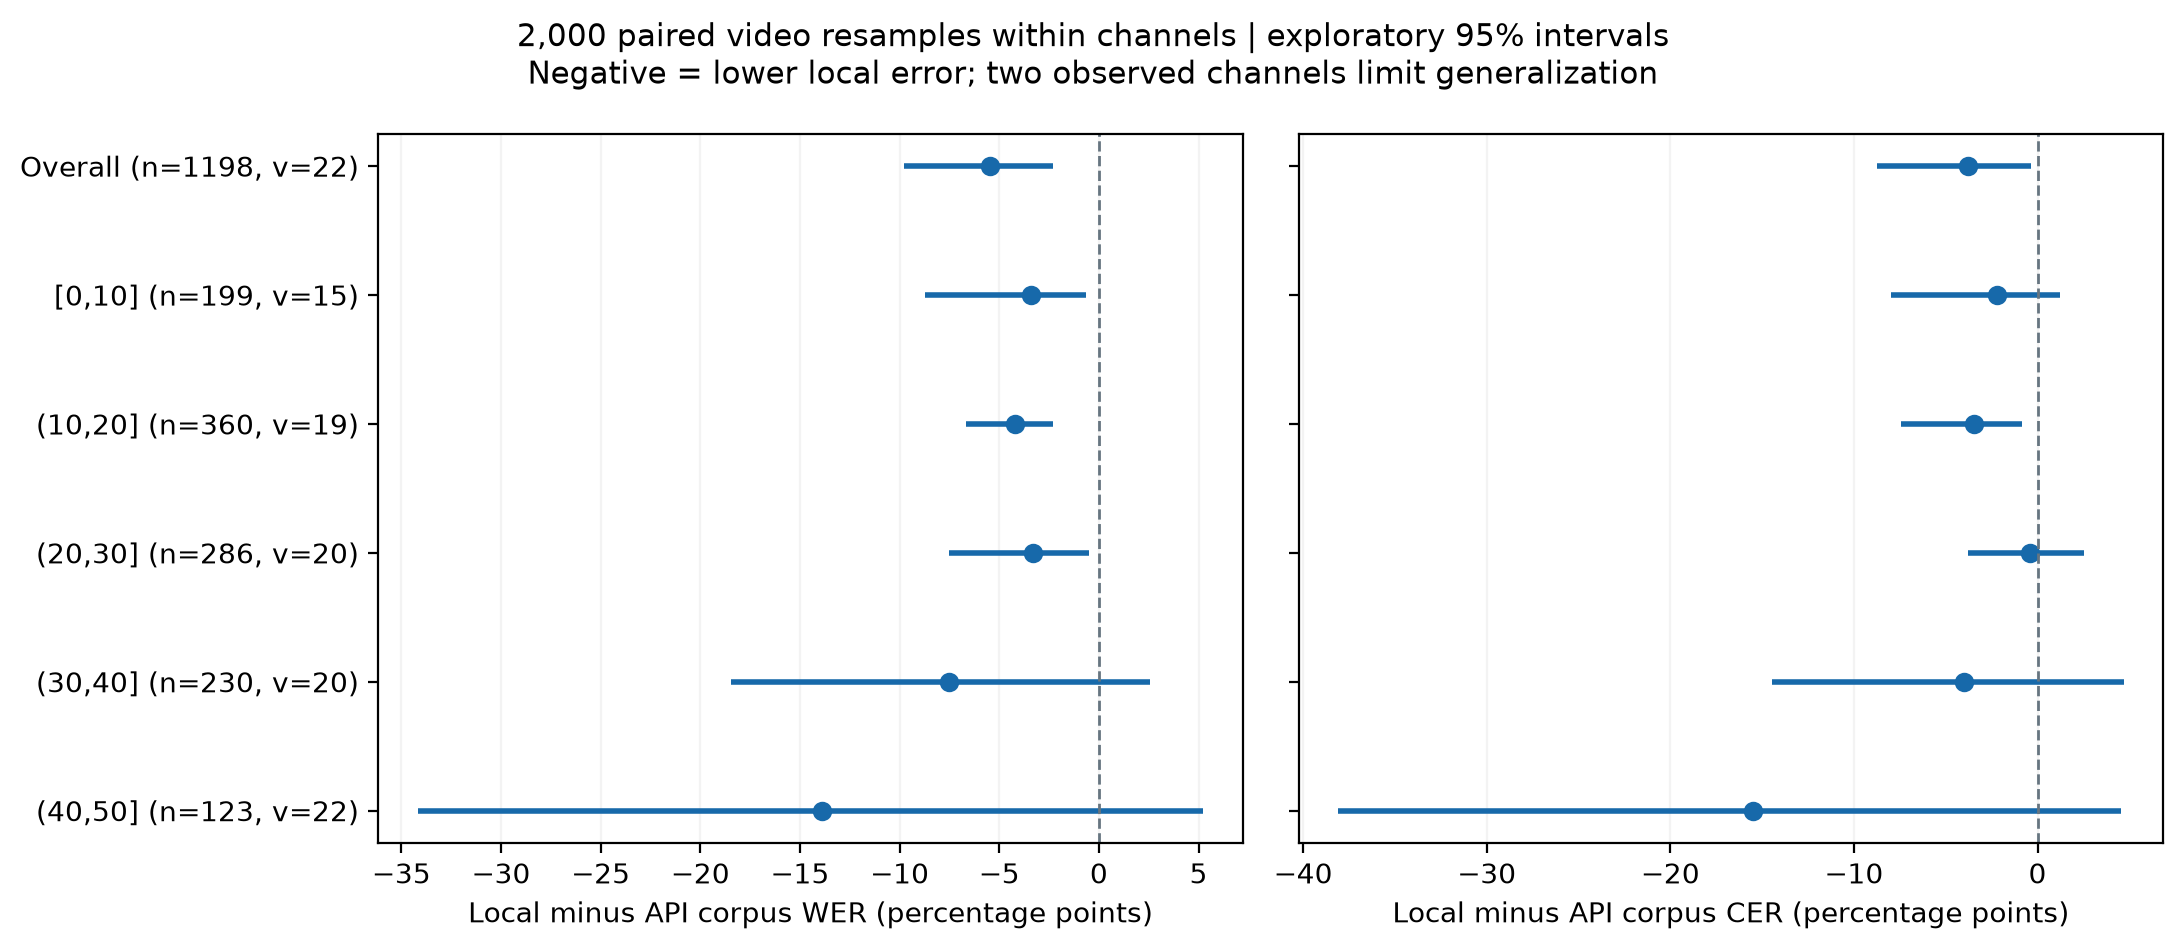 2,000 paired video resamples within channels | exploratory 95% intervals
Negative = lower local error; two observed channels limit generalization
Overall (n=1198, v=22)
[0,10] (n=199, v=15)
(10,20] (n=360, v=19)
(20,30] (n=286, v=20)
(30,40] (n=230, v=20)
(40,50] (n=123, v=22)
−35 −30 −25 −20 −15 −10 −5 0 5
Local minus API corpus WER (percentage points)
−40 −30 −20 −10 0
Local minus API corpus CER (percentage points)